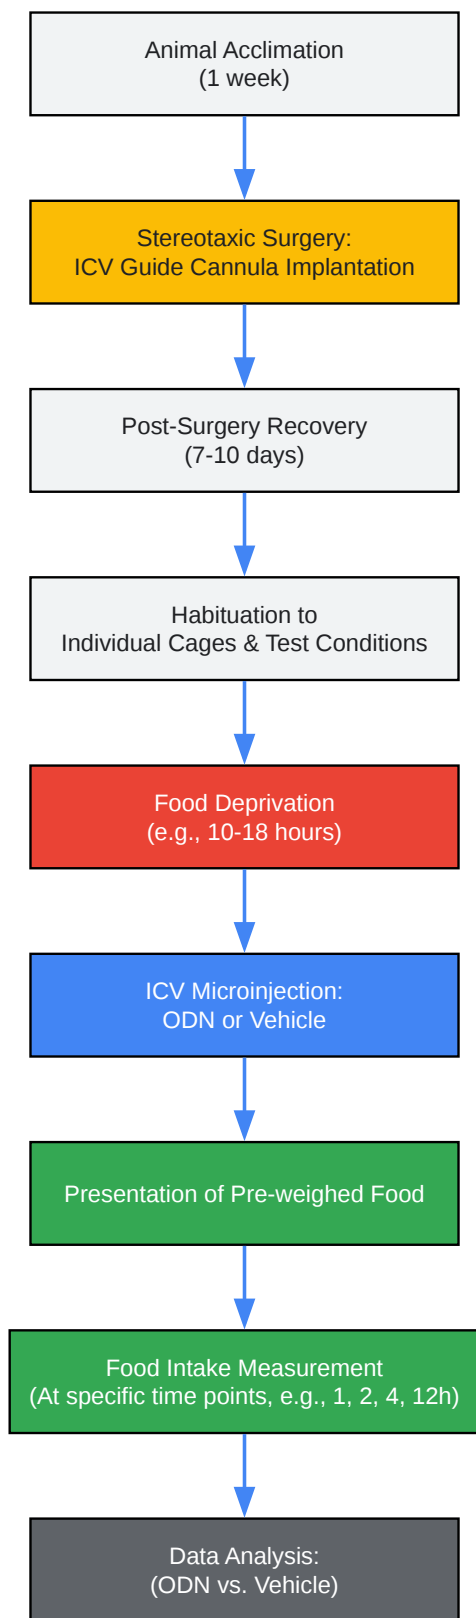 Animal Acclimation
(1 week)
Stereotaxic Surgery:
ICV Guide Cannula Implantation
Post-Surgery Recovery
(7-10 days)
Habituation to
Individual Cages & Test Conditions
Food Deprivation
(e.g., 10-18 hours)
ICV Microinjection:
ODN or Vehicle
Presentation of Pre-weighed Food
Food Intake Measurement
(At specific time points, e.g., 1, 2, 4, 12h)
Data Analysis:
(ODN vs. Vehicle)